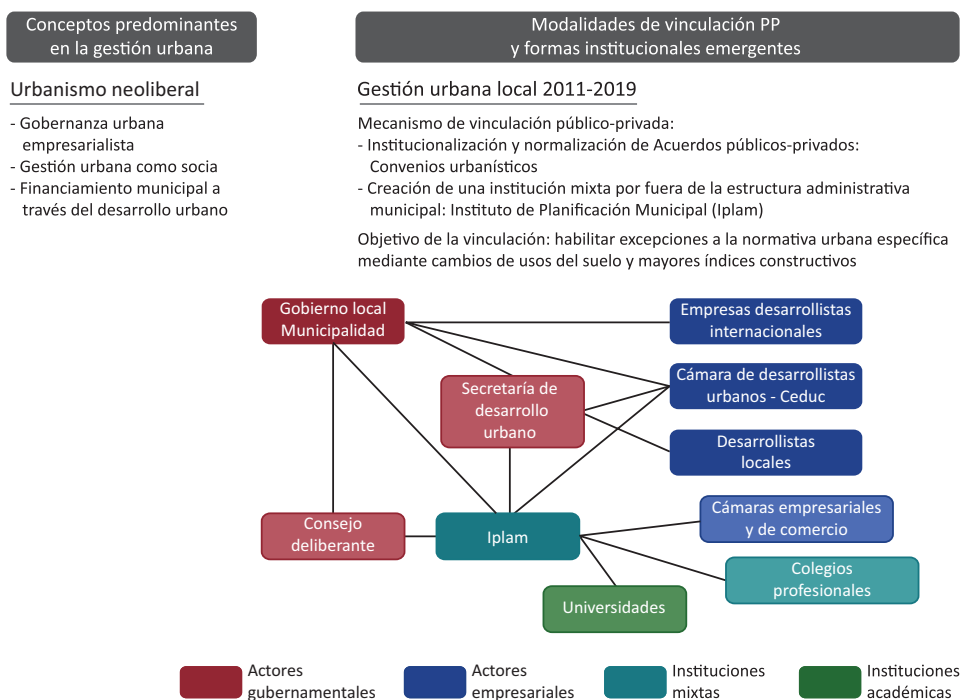 Conceptos predominantes
en la gestión urbana
Modalidades de vinculación PP
y formas institucionales emergentes
Urbanismo neoliberal
- Gobernanza urbana
empresarialista
- Gestión urbana como socia
- Financiamiento municipal a
través del desarrollo urbano
Gestión urbana local 2011-2019
Mecanismo de vinculación público-privada:
- Institucionalización y normalización de Acuerdos públicos-privados:
Convenios urbanísticos
- Creación de una institución mixta por fuera de la estructura administrativa
municipal: Instituto de Planificación Municipal (Iplam)
Objetivo de la vinculación: habilitar excepciones a la normativa urbana específica
mediante cambios de usos del suelo y mayores índices constructivos
Gobierno local
Municipalidad
Empresas desarrollistas
internacionales
Secretaría de
desarrollo
urbano
Cámara de desarrollistas
urbanos - Ceduc
Desarrollistas
locales
Consejo
deliberante
Iplam
Cámaras empresariales
y de comercio
Colegios
profesionales
Universidades
Actores
gubernamentales
Actores
empresariales
Instituciones
mixtas
Instituciones
académicas